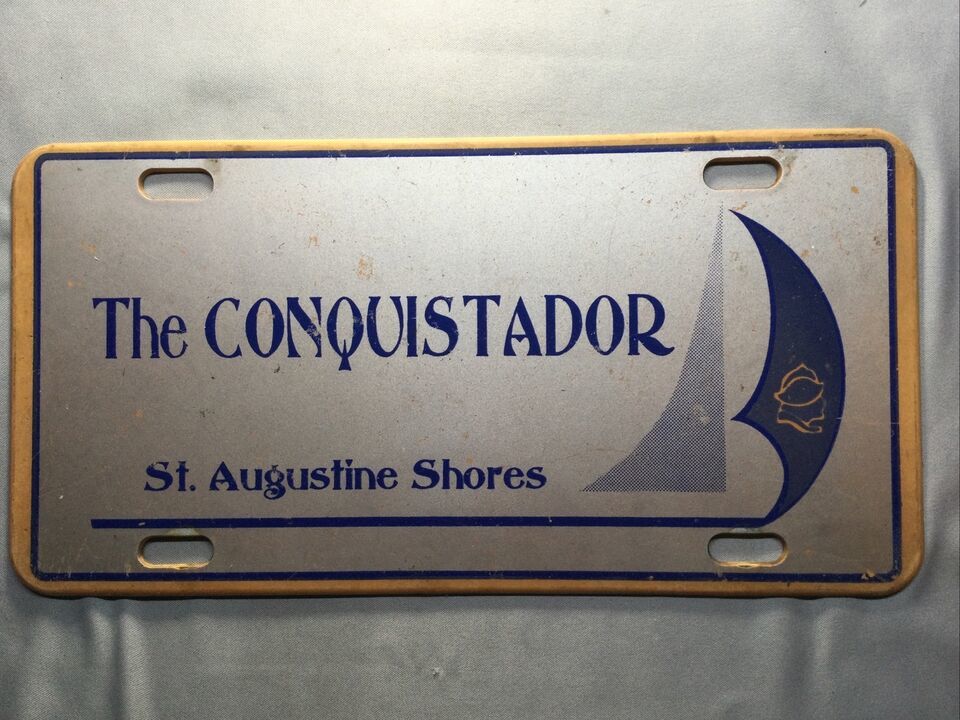 The CONQUISTADOR
St. Augustine Shores